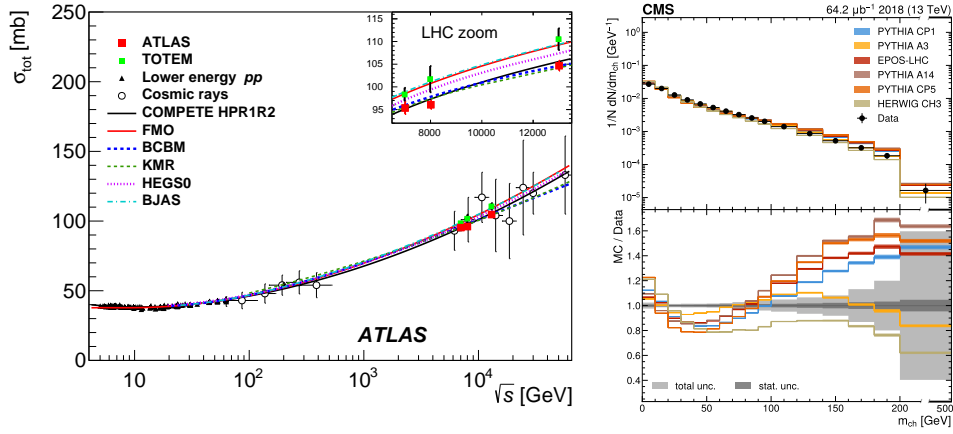 σtot [mb]
250
200
150
100
50
0
ATLAS
TOTEM
Lower energy pp
Cosmic rays
COMPETE HPR1R2
FMO
BCBM
KMR
HEGS0
BJAS
LHC zoom
110
105
100
95
8000
10000
12000
ATLAS
10
10²
10³
10⁴
√s [GeV]
CMS
64.2 μb⁻¹ 2018 (13 TeV)
1/N dN/dmch [GeV⁻¹]
10⁰
10⁻¹
10⁻²
10⁻³
10⁻⁴
10⁻⁵
PYTHIA CP1
PYTHIA A3
EPOS-LHC
PYTHIA A14
PYTHIA CP5
HERWIG CH3
Data
MC / Data
1.6
1.4
1.2
1.0
0.8
0.6
0.4
total unc.
stat. unc.
0
50
100
150
200
500
mch [GeV]